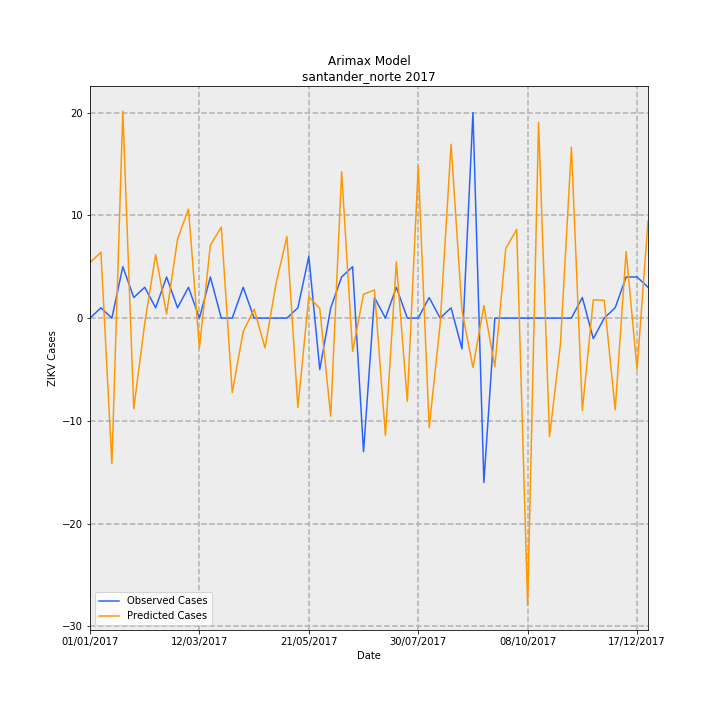 Arimax Model
santander_norte 2017
ZIKV Cases
20
10
0
−10
−20
−30
Observed Cases
Predicted Cases
01/01/2017
12/03/2017
21/05/2017
30/07/2017
08/10/2017
17/12/2017
Date